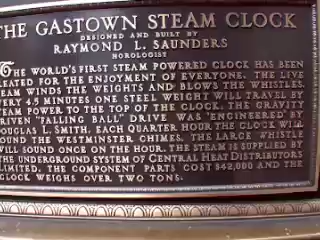 THE GASTOWN STEAM CLOCK
DESIGNED AND BUILT BY
RAYMOND L. SAUNDERS
HOROLOGIST
THE WORLD'S FIRST STEAM POWERED CLOCK HAS BEEN
CREATED FOR THE ENJOYMENT OF EVERYONE. THE LIVE
STEAM WINDS THE WEIGHTS AND BLOWS THE WHISTLES.
EVERY 4.5 MINUTES ONE STEEL WEIGHT WILL TRAVEL BY
STEAM POWER TO THE TOP OF THE CLOCK. THE GRAVITY
DRIVEN "FALLING BALL" DRIVE WAS ENGINEERED BY
DOUGLAS L. SMITH. EACH QUARTER HOUR THE CLOCK WILL
SOUND THE WESTMINSTER CHIMES. THE LARGE WHISTLE
WILL SOUND ONCE ON THE HOUR. THE STEAM IS SUPPLIED BY
THE UNDERGROUND SYSTEM OF CENTRAL HEAT DISTRIBUTORS
LIMITED. THE COMPONENT PARTS COST $42,000 AND THE
CLOCK WEIGHS OVER TWO TONS.